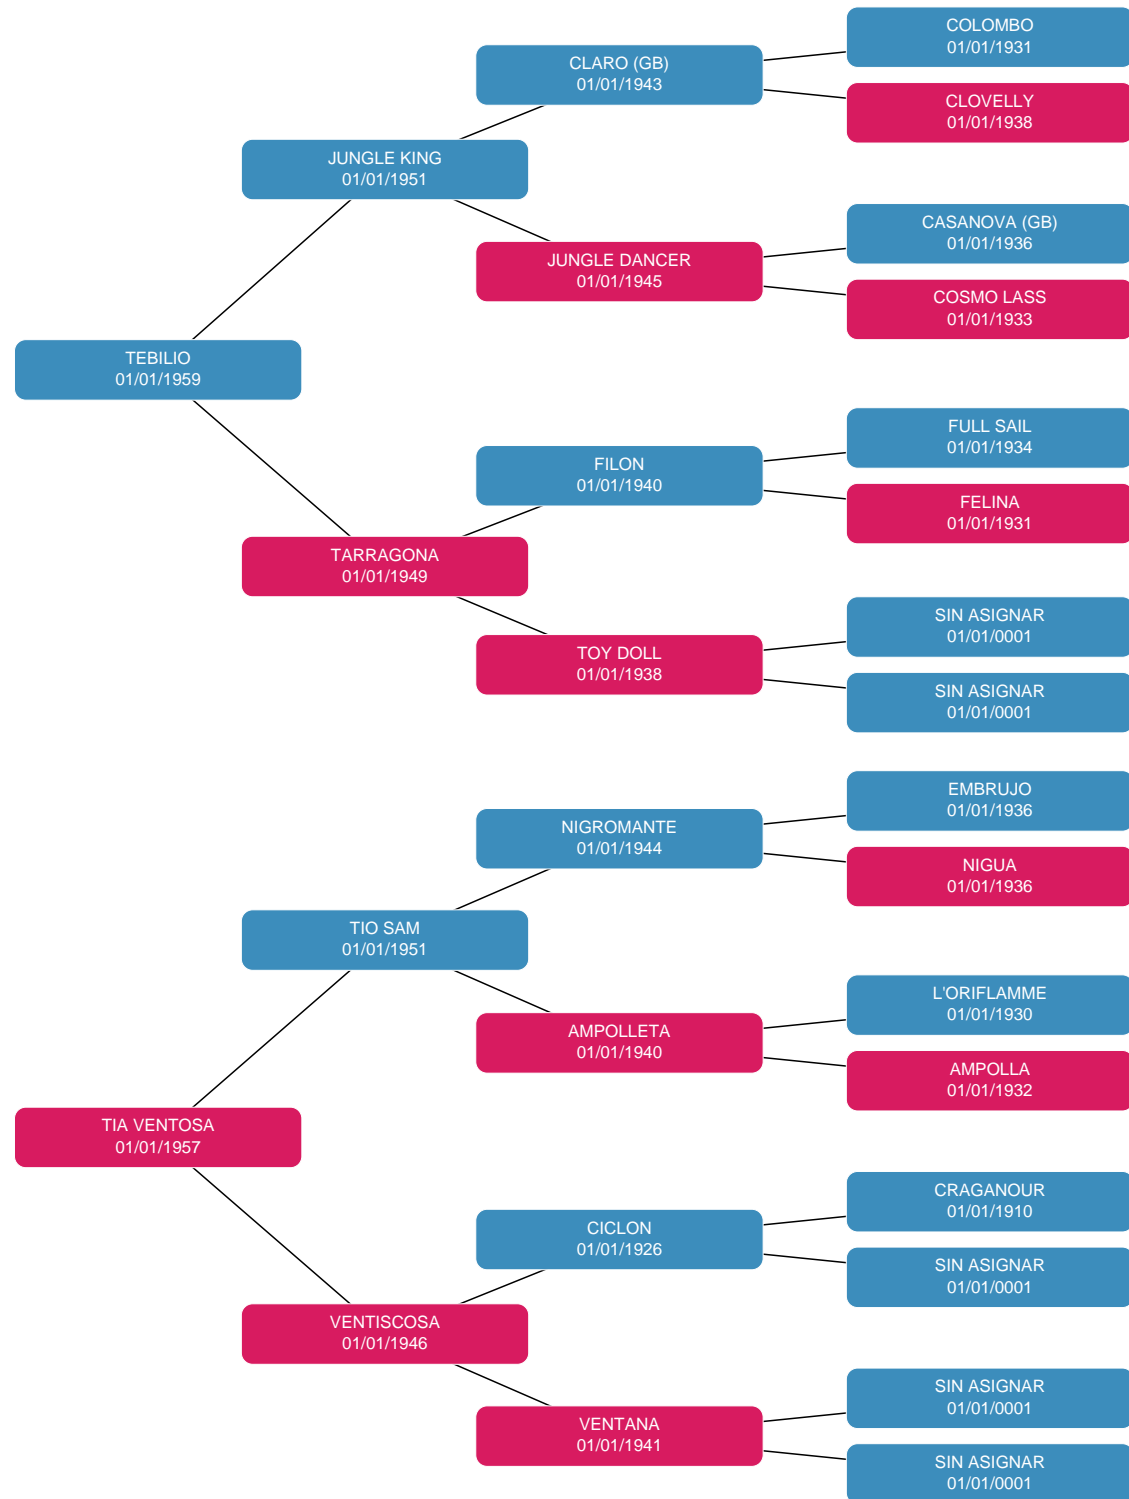 COLOMBO
01/01/1931
CLARO (GB)
01/01/1943
CLOVELLY
01/01/1938
JUNGLE KING
01/01/1951
CASANOVA (GB)
01/01/1936
JUNGLE DANCER
01/01/1945
COSMO LASS
01/01/1933
TEBILIO
01/01/1959
FULL SAIL
01/01/1934
FILON
01/01/1940
FELINA
01/01/1931
TARRAGONA
01/01/1949
SIN ASIGNAR
01/01/0001
TOY DOLL
01/01/1938
SIN ASIGNAR
01/01/0001
EMBRUJO
01/01/1936
NIGROMANTE
01/01/1944
NIGUA
01/01/1936
TIO SAM
01/01/1951
L'ORIFLAMME
01/01/1930
AMPOLLETA
01/01/1940
AMPOLLA
01/01/1932
TIA VENTOSA
01/01/1957
CRAGANOUR
01/01/1910
CICLON
01/01/1926
SIN ASIGNAR
01/01/0001
VENTISCOSA
01/01/1946
SIN ASIGNAR
01/01/0001
VENTANA
01/01/1941
SIN ASIGNAR
01/01/0001